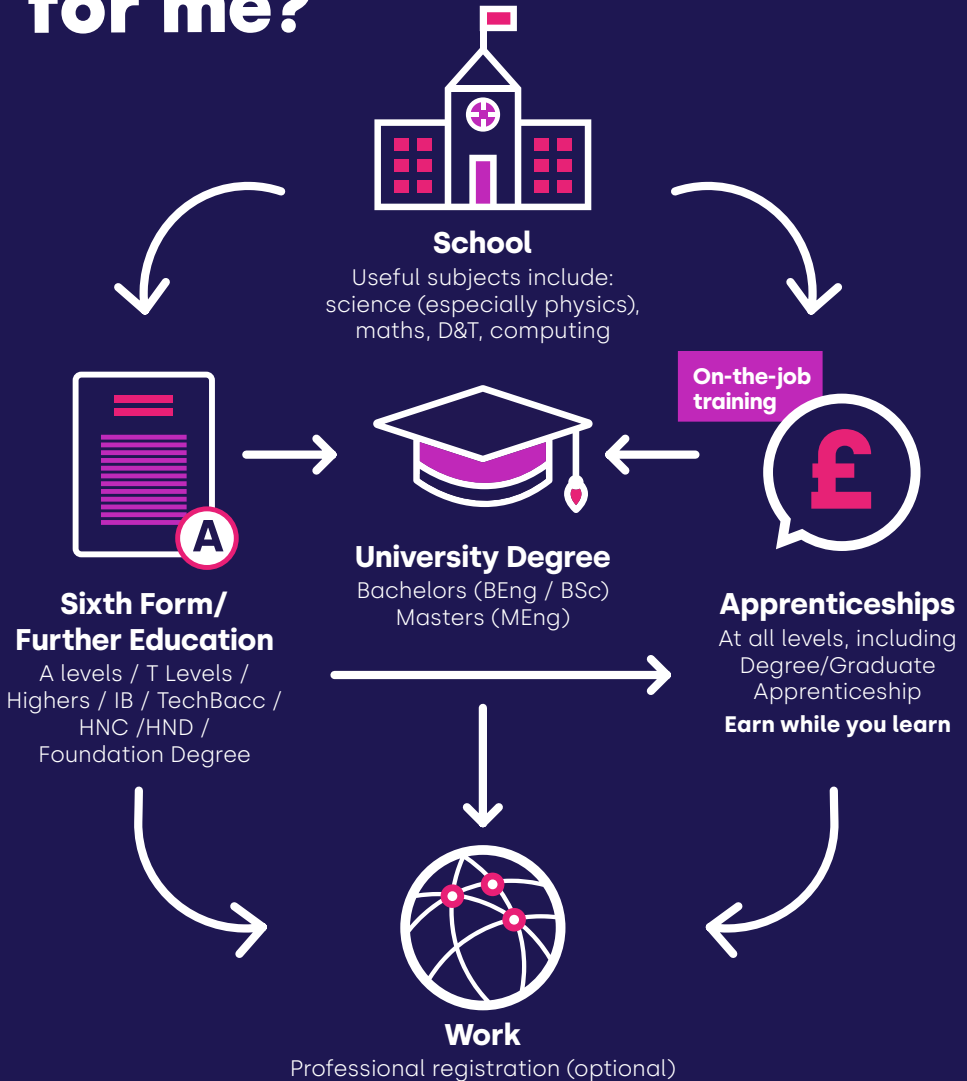 for me?
School
Useful subjects include:
science (especially physics),
maths, D&T, computing
On-the-job
training
£
A
University Degree
Bachelors (BEng / BSc)
Masters (MEng)
Sixth Form/
Further Education
A levels / T Levels /
Highers / IB / TechBacc /
HNC /HND /
Foundation Degree
Apprenticeships
At all levels, including
Degree/Graduate
Apprenticeship
Earn while you learn
Work
Professional registration (optional)